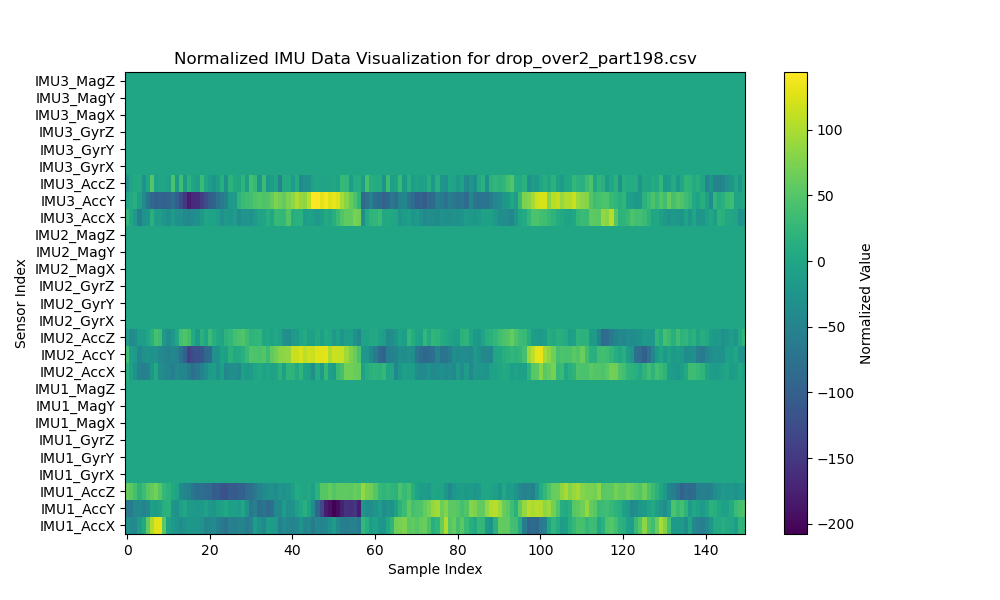 Normalized IMU Data Visualization for drop_over2_part198.csv
Sensor Index
IMU3_MagZ
IMU3_MagY
IMU3_MagX
IMU3_GyrZ
IMU3_GyrY
IMU3_GyrX
IMU3_AccZ
IMU3_AccY
IMU3_AccX
IMU2_MagZ
IMU2_MagY
IMU2_MagX
IMU2_GyrZ
IMU2_GyrY
IMU2_GyrX
IMU2_AccZ
IMU2_AccY
IMU2_AccX
IMU1_MagZ
IMU1_MagY
IMU1_MagX
IMU1_GyrZ
IMU1_GyrY
IMU1_GyrX
IMU1_AccZ
IMU1_AccY
IMU1_AccX
0 20 40 60 80 100 120 140
Sample Index
100
50
0
−50
−100
−150
−200
Normalized Value